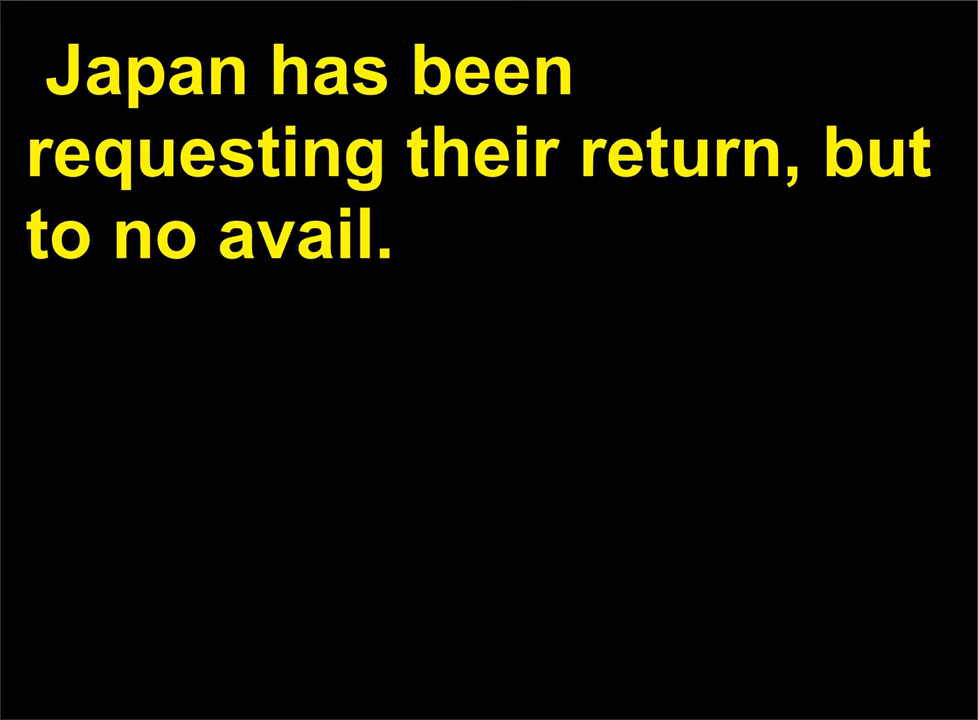 Japan has been
requesting their return, but
to no avail.